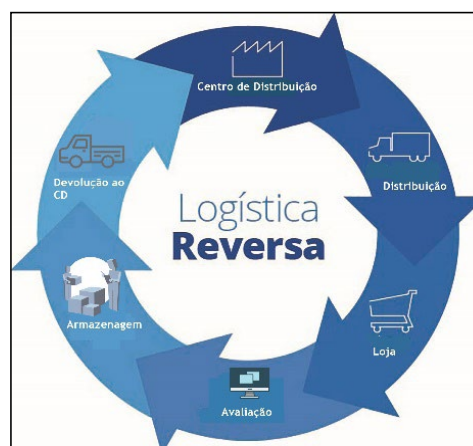 Centro de Distribuição
Distribuição
Loja
Avaliação
Armazenagem
Devolução ao
CD
Logística
Reversa